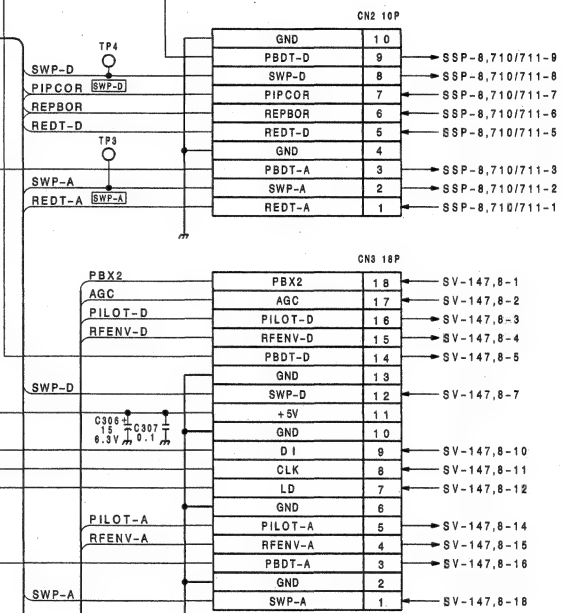 CN2 10P
GND 10
TP4
PBDT-D 9 SSP-8,710/711-9
SWP-D SWP-D 8 SSP-8,710/711-8
PIPCOR SWP-D PIPCOR 7 SSP-8,710/711-7
REPBOR REPBOR 6 SSP-8,710/711-6
REDT-D REDT-D 5 SSP-8,710/711-5
TP3
GND 4
PBDT-A 3 SSP-8,710/711-3
SWP-A SWP-A 2 SSP-8,710/711-2
REDT-A SWP-A REDT-A 1 SSP-8,710/711-1
CN3 18P
PBX2 PBX2 18 SV-147,8-1
AGC AGC 17 SV-147,8-2
PILOT-D PILOT-D 16 SV-147,8-3
RFENV-D RFENV-D 15 SV-147,8-4
PBDT-D 14 SV-147,8-5
GND 13
SWP-D SWP-D 12 SV-147,8-7
+5V 11
C306 + C307
15 0.1
6.3V
GND 10
DI 9 SV-147,8-10
CLK 8 SV-147,8-11
LD 7 SV-147,8-12
GND 6
PILOT-A PILOT-A 5 SV-147,8-14
RFENV-A RFENV-A 4 SV-147,8-15
PBDT-A 3 SV-147,8-16
GND 2
SWP-A SWP-A 1 SV-147,8-18